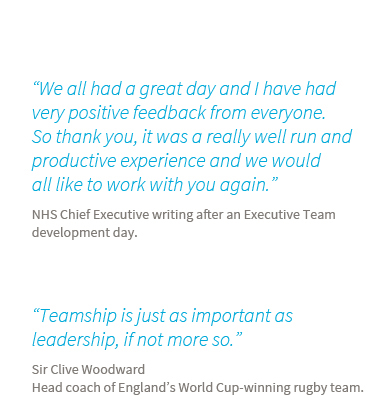 “We all had a great day and I have had
very positive feedback from everyone.
So thank you, it was a really well run and
productive experience and we would
all like to work with you again.”
NHS Chief Executive writing after an Executive Team
development day.
“Teamship is just as important as
leadership, if not more so.”
Sir Clive Woodward
Head coach of England’s World Cup-winning rugby team.